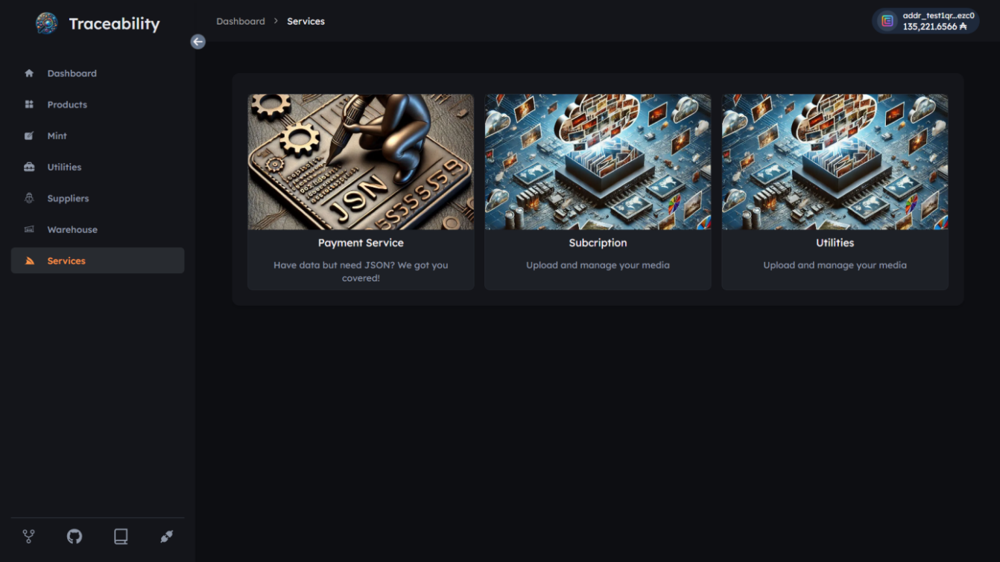 Traceability
Dashboard
Products
Mint
Utilities
Suppliers
Warehouse
Services
Dashboard > Services
addr_test1qr...ezc0
135,221.6566 ₳
JSN
Payment Service
Have data but need JSON? We got you
covered!
Subcription
Upload and manage your media
Utilities
Upload and manage your media